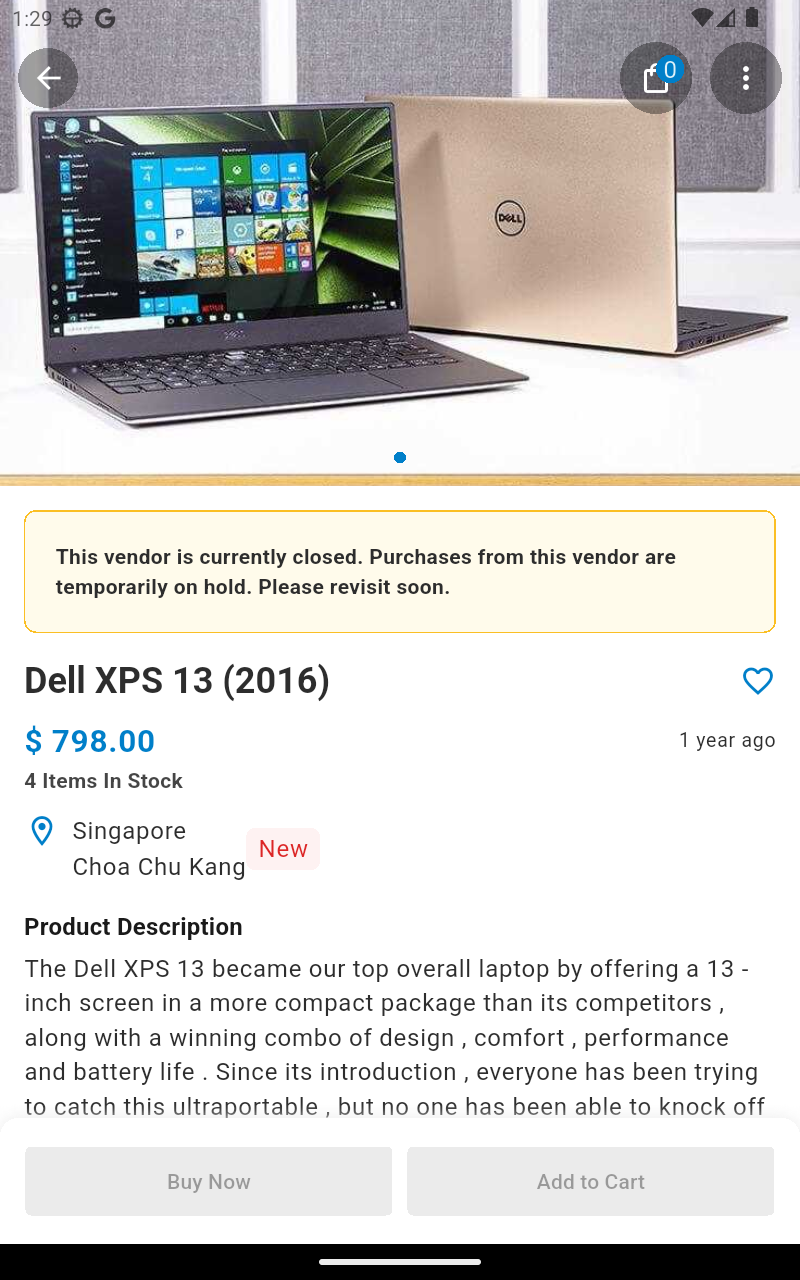 1:29
0
DELL
This vendor is currently closed. Purchases from this vendor are
temporarily on hold. Please revisit soon.
Dell XPS 13 (2016)
$ 798.00
1 year ago
4 Items In Stock
Singapore
Choa Chu Kang
New
Product Description
The Dell XPS 13 became our top overall laptop by offering a 13 -
inch screen in a more compact package than its competitors ,
along with a winning combo of design , comfort , performance
and battery life . Since its introduction , everyone has been trying
to catch this ultraportable , but no one has been able to knock off
Buy Now
Add to Cart